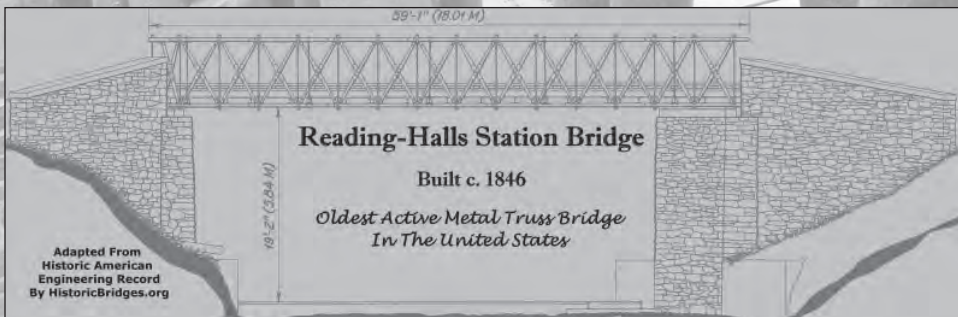 59'-1" (18.01 M)
Reading-Halls Station Bridge
Built c. 1846
Oldest Active Metal Truss Bridge
In The United States
19'-2" (5.84 M)
Adapted From
Historic American
Engineering Record
By HistoricBridges.org